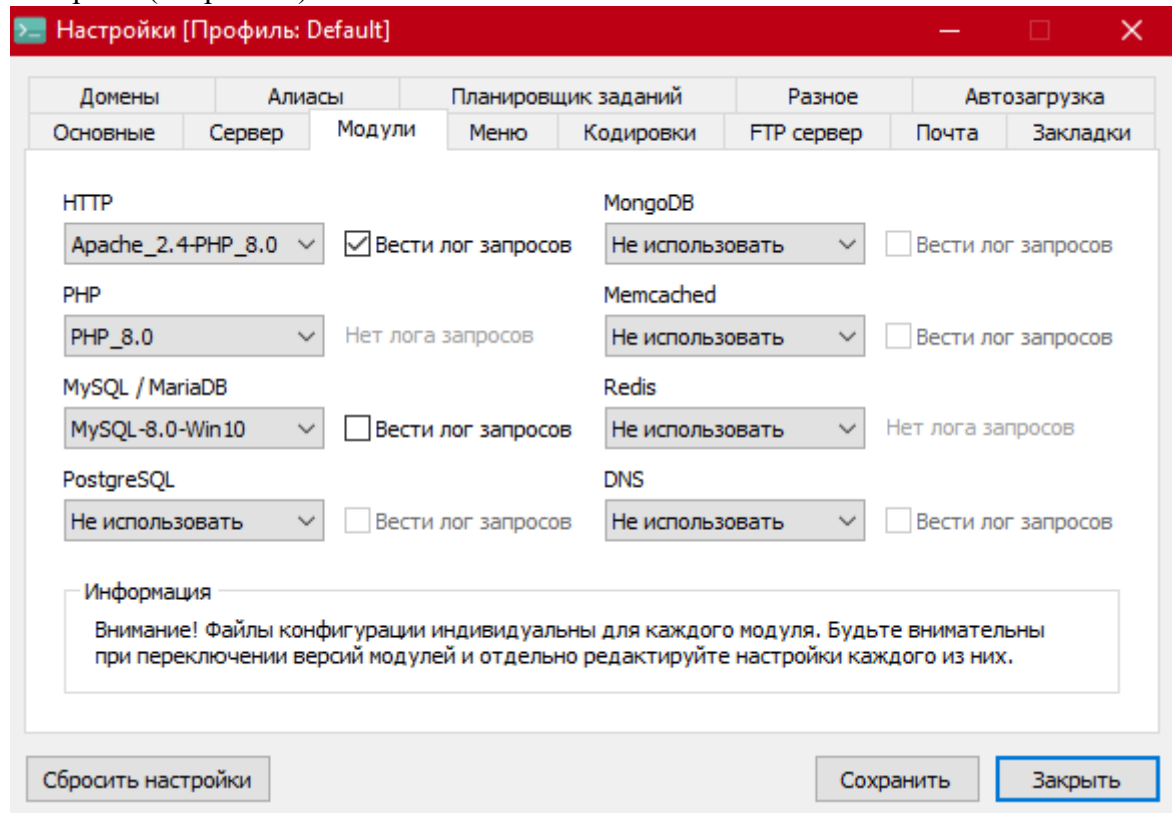 Настройки [Профиль: Default]
Домены Алиасы Планировщик заданий Разное Автозагрузка
Основные Сервер Модули Меню Кодировки FTP сервер Почта Закладки
HTTP MongoDB
Apache_2.4-PHP_8.0 Вести лог запросов Не использовать Вести лог запросов
PHP Memcached
PHP_8.0 Нет лога запросов Не использовать Вести лог запросов
MySQL / MariaDB Redis
MySQL-8.0-Win10 Вести лог запросов Не использовать Нет лога запросов
PostgreSQL DNS
Не использовать Вести лог запросов Не использовать Вести лог запросов
Информация
Внимание! Файлы конфигурации индивидуальны для каждого модуля. Будьте внимательны
при переключении версий модулей и отдельно редактируйте настройки каждого из них.
Сбросить настройки Сохранить Закрыть